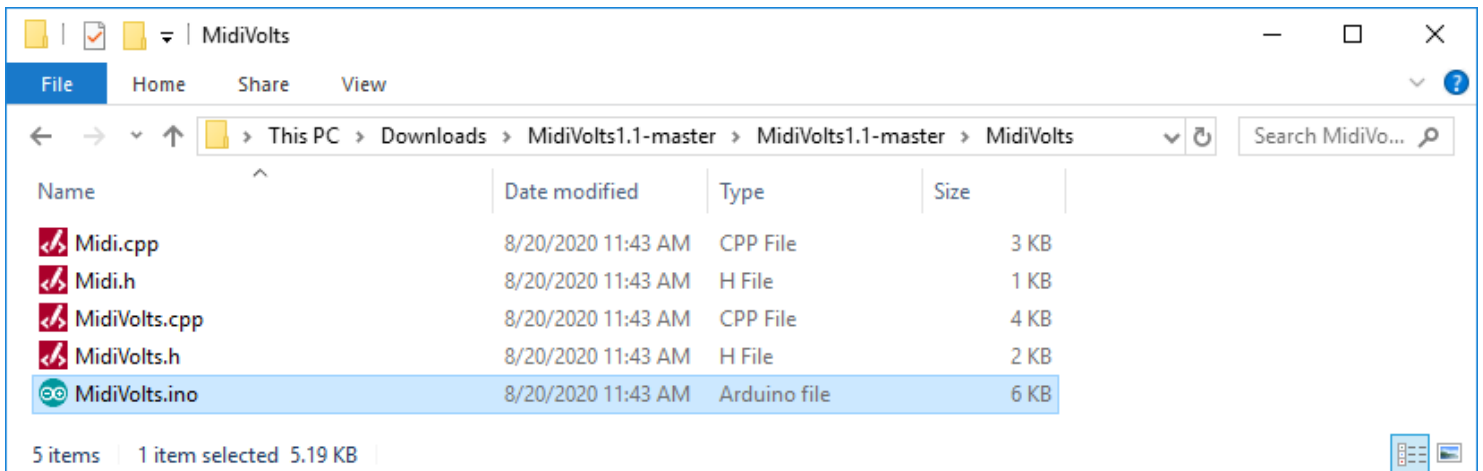 MidiVolts
File Home Share View
This PC > Downloads > MidiVolts1.1-master > MidiVolts1.1-master > MidiVolts Search MidiVo...
Name Date modified Type Size
Midi.cpp 8/20/2020 11:43 AM CPP File 3 KB
Midi.h 8/20/2020 11:43 AM H File 1 KB
MidiVolts.cpp 8/20/2020 11:43 AM CPP File 4 KB
MidiVolts.h 8/20/2020 11:43 AM H File 2 KB
MidiVolts.ino 8/20/2020 11:43 AM Arduino file 6 KB
5 items 1 item selected 5.19 KB